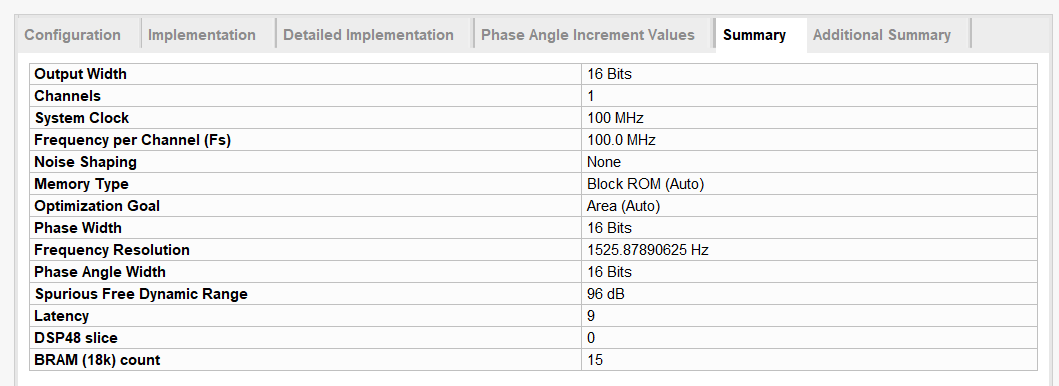 Configuration Implementation Detailed Implementation Phase Angle Increment Values Summary Additional Summary
Output Width 16 Bits
Channels 1
System Clock 100 MHz
Frequency per Channel (Fs) 100.0 MHz
Noise Shaping None
Memory Type Block ROM (Auto)
Optimization Goal Area (Auto)
Phase Width 16 Bits
Frequency Resolution 1525.87890625 Hz
Phase Angle Width 16 Bits
Spurious Free Dynamic Range 96 dB
Latency 9
DSP48 slice 0
BRAM (18k) count 15